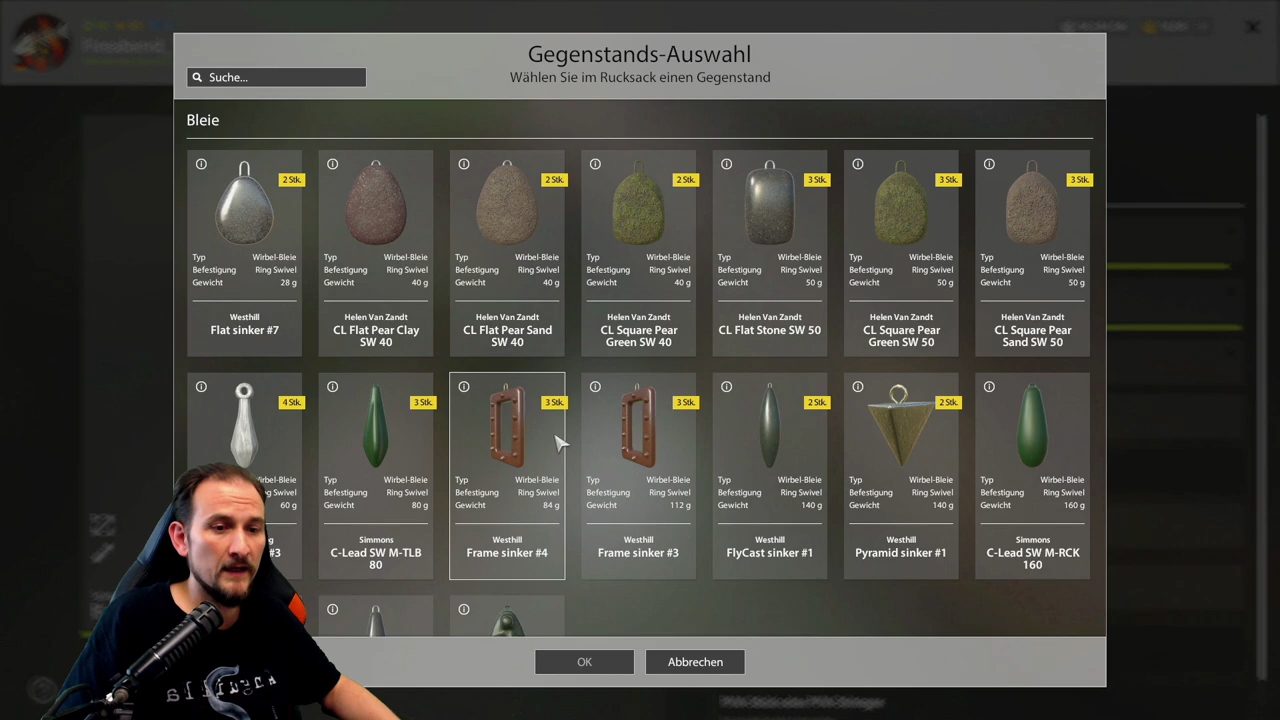 Gegenstands-Auswahl
Suche...
Wählen Sie im Rucksack einen Gegenstand
Bleie
2 Stk.
Typ Wirbel-Bleie
Befestigung Ring Swivel
Gewicht 28 g
Westhill
Flat sinker #7
Typ Wirbel-Bleie
Befestigung Ring Swivel
Gewicht 40 g
Helen Van Zandt
CL Flat Pear Clay
SW 40
2 Stk.
Typ Wirbel-Bleie
Befestigung Ring Swivel
Gewicht 40 g
Helen Van Zandt
CL Flat Pear Sand
SW 40
2 Stk.
Typ Wirbel-Bleie
Befestigung Ring Swivel
Gewicht 40 g
Helen Van Zandt
CL Square Pear
Green SW 40
3 Stk.
Typ Wirbel-Bleie
Befestigung Ring Swivel
Gewicht 50 g
Helen Van Zandt
CL Flat Stone SW 50
3 Stk.
Typ Wirbel-Bleie
Befestigung Ring Swivel
Gewicht 50 g
Helen Van Zandt
CL Square Pear
Green SW 50
3 Stk.
Typ Wirbel-Bleie
Befestigung Ring Swivel
Gewicht 50 g
Helen Van Zandt
CL Square Pear
Sand SW 50
4 Stk.
Wirbel-Bleie
Ring Swivel
60 g
#3
3 Stk.
Typ Wirbel-Bleie
Befestigung Ring Swivel
Gewicht 80 g
Simmons
C-Lead SW M-TLB
80
3 Stk.
Typ Wirbel-Bleie
Befestigung Ring Swivel
Gewicht 84 g
Westhill
Frame sinker #4
3 Stk.
Typ Wirbel-Bleie
Befestigung Ring Swivel
Gewicht 112 g
Westhill
Frame sinker #3
2 Stk.
Typ Wirbel-Bleie
Befestigung Ring Swivel
Gewicht 140 g
Westhill
FlyCast sinker #1
2 Stk.
Typ Wirbel-Bleie
Befestigung Ring Swivel
Gewicht 140 g
Westhill
Pyramid sinker #1
Typ Wirbel-Bleie
Befestigung Ring Swivel
Gewicht 160 g
Simmons
C-Lead SW M-RCK
160
OK
Abbrechen